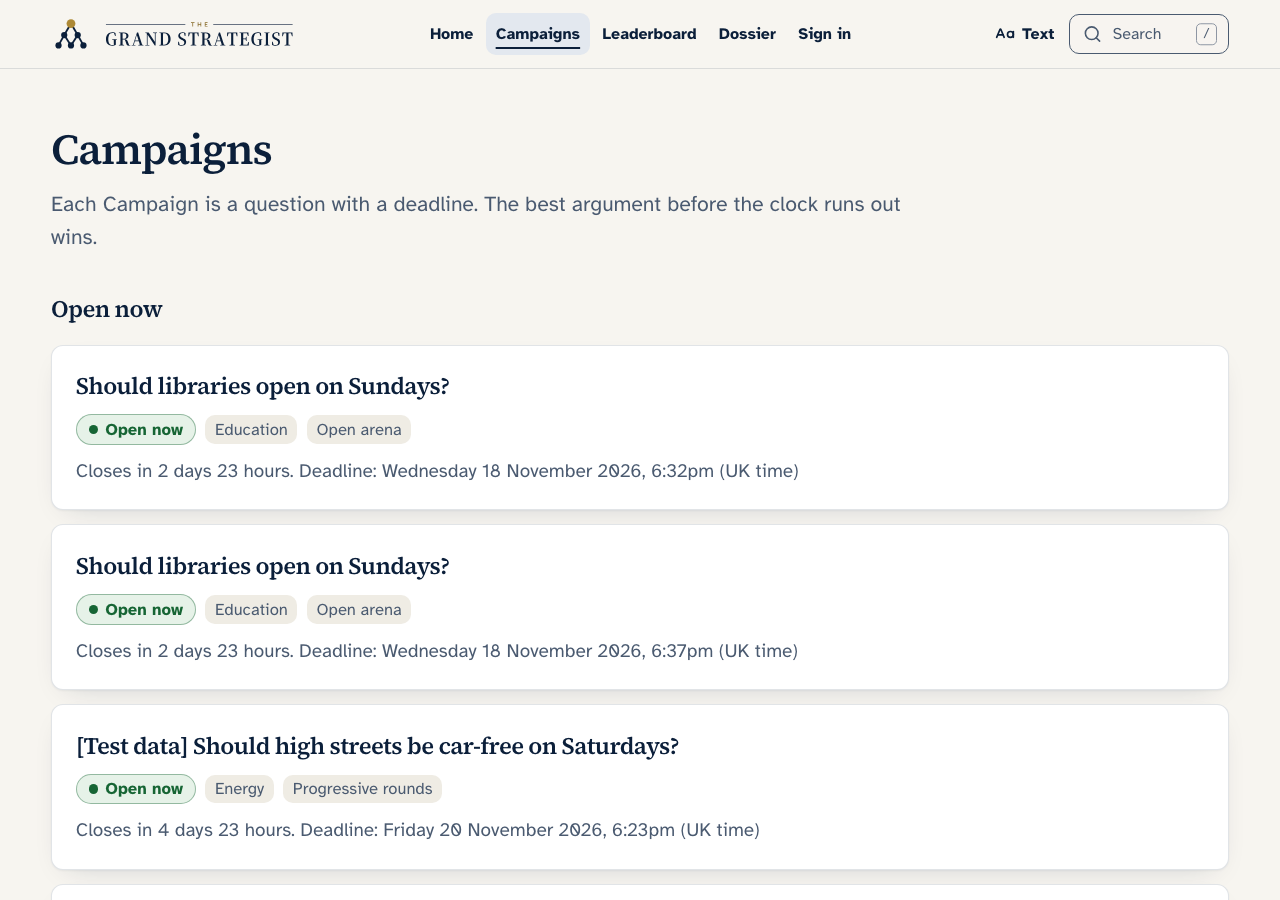 THE
GRAND STRATEGIST
Home
Campaigns
Leaderboard
Dossier
Sign in
Aa Text
Search
/
Campaigns
Each Campaign is a question with a deadline. The best argument before the clock runs out
wins.
Open now
Should libraries open on Sundays?
Open now
Education
Open arena
Closes in 2 days 23 hours. Deadline: Wednesday 18 November 2026, 6:32pm (UK time)
Should libraries open on Sundays?
Open now
Education
Open arena
Closes in 2 days 23 hours. Deadline: Wednesday 18 November 2026, 6:37pm (UK time)
[Test data] Should high streets be car-free on Saturdays?
Open now
Energy
Progressive rounds
Closes in 4 days 23 hours. Deadline: Friday 20 November 2026, 6:23pm (UK time)